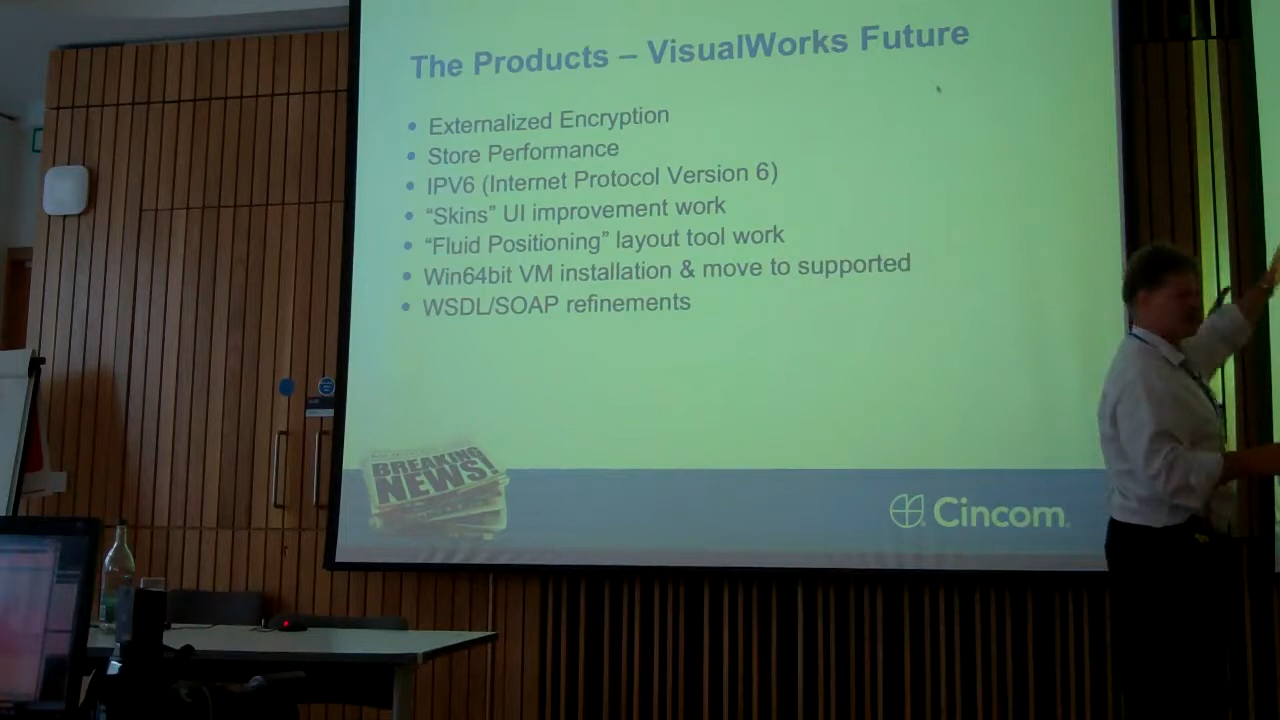 The Products – VisualWorks Future
• Externalized Encryption
• Store Performance
• IPV6 (Internet Protocol Version 6)
• “Skins” UI improvement work
• “Fluid Positioning” layout tool work
• Win64bit VM installation & move to supported
• WSDL/SOAP refinements
BREAKING
NEWS!
Cincom